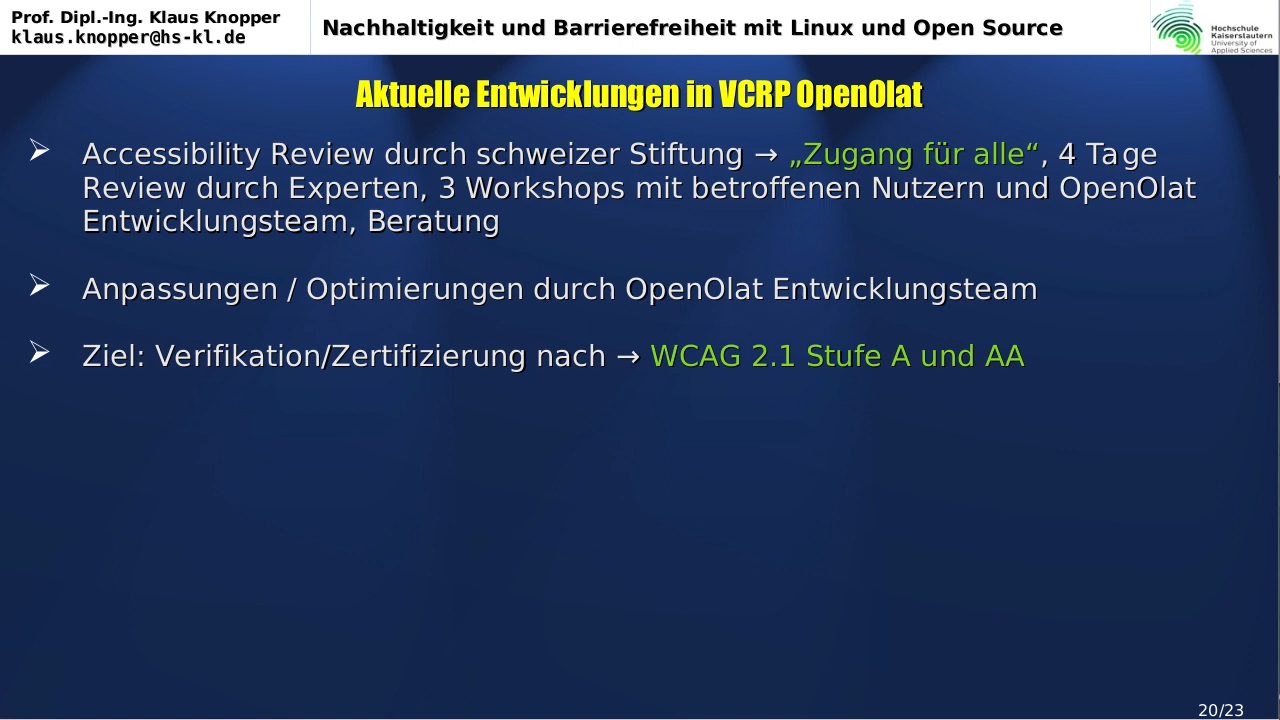 Prof. Dipl.-Ing. Klaus Knopper
klaus.knopper@hs-kl.de
Nachhaltigkeit und Barrierefreiheit mit Linux und Open Source
Hochschule
Kaiserslautern
University of
Applied Sciences
Aktuelle Entwicklungen in VCRP OpenOlat
➢ Accessibility Review durch schweizer Stiftung → „Zugang für alle“, 4 Tage
Review durch Experten, 3 Workshops mit betroffenen Nutzern und OpenOlat
Entwicklungsteam, Beratung
➢ Anpassungen / Optimierungen durch OpenOlat Entwicklungsteam
➢ Ziel: Verifikation/Zertifizierung nach → WCAG 2.1 Stufe A und AA
20/23